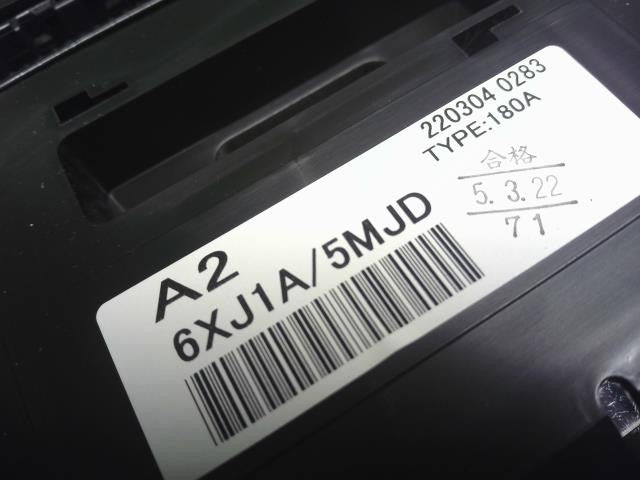 220304 0283
TYPE:180A
合格
5.3.22
71
A2
6XJ1A/5MJD